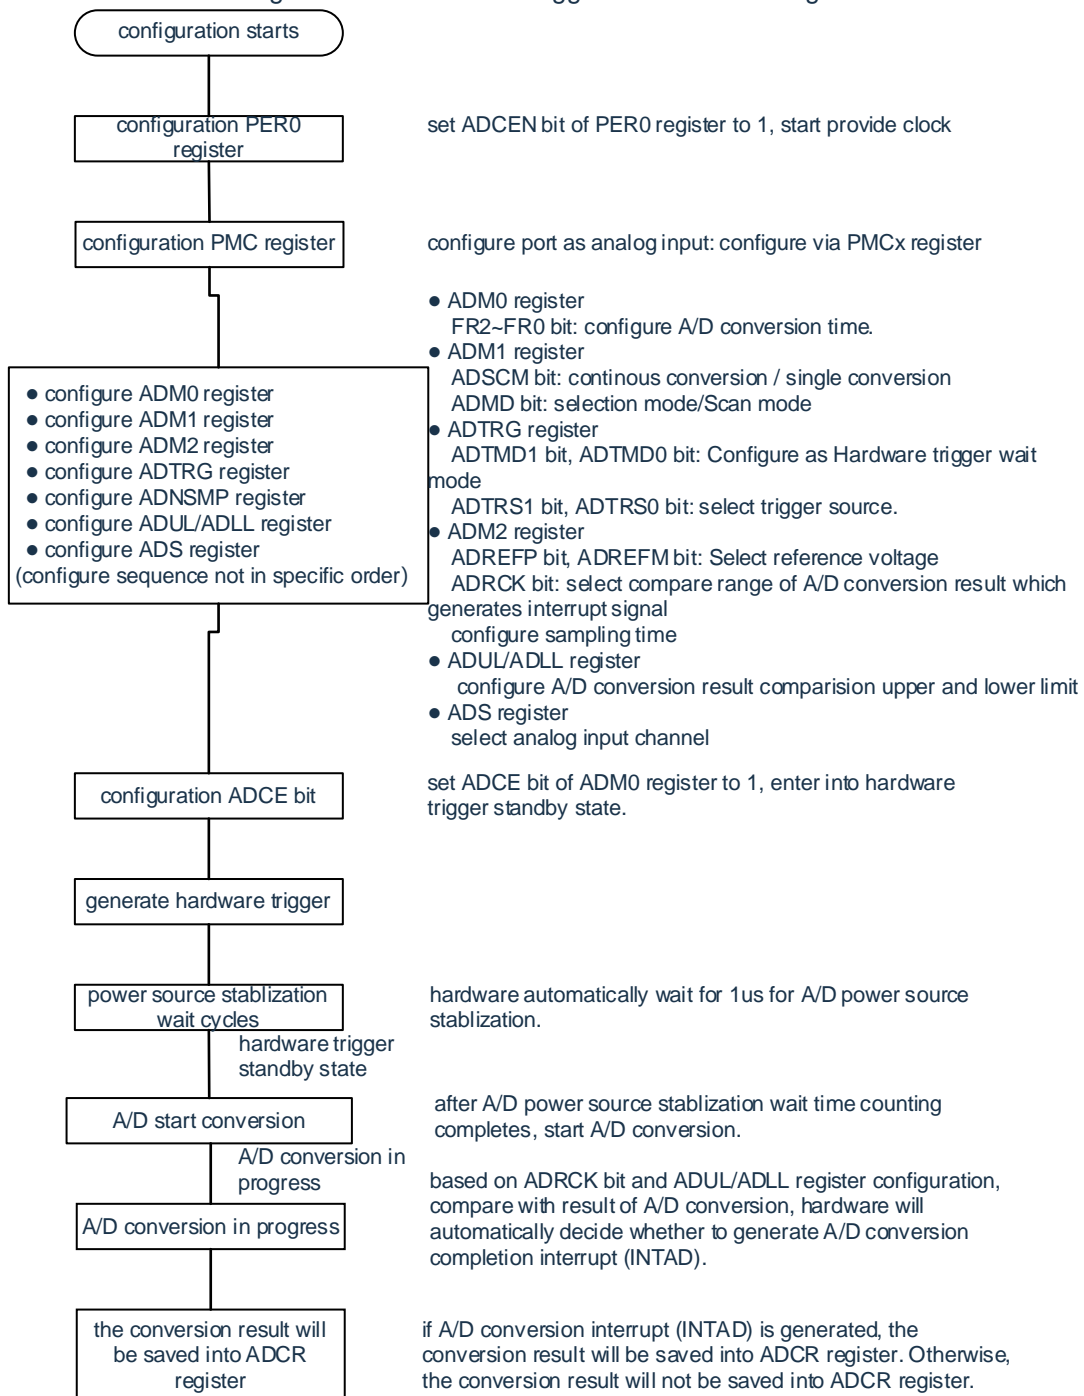 configuration starts
configuration PER0
register
set ADCEN bit of PER0 register to 1, start provide clock
configuration PMC register
configure port as analog input: configure via PMCx register
● configure ADM0 register
● configure ADM1 register
● configure ADM2 register
● configure ADTRG register
● configure ADNSMP register
● configure ADUL/ADLL register
● configure ADS register
(configure sequence not in specific order)
● ADM0 register
FR2~FR0 bit: configure A/D conversion time.
● ADM1 register
ADSCM bit: continous conversion / single conversion
ADMD bit: selection mode/Scan mode
● ADTRG register
ADTMD1 bit, ADTMD0 bit: Configure as Hardware trigger wait
mode
ADTRS1 bit, ADTRS0 bit: select trigger source.
● ADM2 register
ADREFP bit, ADREFM bit: Select reference voltage
ADRCK bit: select compare range of A/D conversion result which
generates interrupt signal
configure sampling time
● ADUL/ADLL register
configure A/D conversion result comparision upper and lower limit
● ADS register
select analog input channel
configuration ADCE bit
set ADCE bit of ADM0 register to 1, enter into hardware
trigger standby state.
generate hardware trigger
power source stablization
wait cycles
hardware automatically wait for 1us for A/D power source
stablization.
hardware trigger
standby state
A/D start conversion
after A/D power source stablization wait time counting
completes, start A/D conversion.
A/D conversion in
progress
A/D conversion in progress
based on ADRCK bit and ADUL/ADLL register configuration,
compare with result of A/D conversion, hardware will
automatically decide whether to generate A/D conversion
completion interrupt (INTAD).
the conversion result will
be saved into ADCR
register
if A/D conversion interrupt (INTAD) is generated, the
conversion result will be saved into ADCR register. Otherwise,
the conversion result will not be saved into ADCR register.